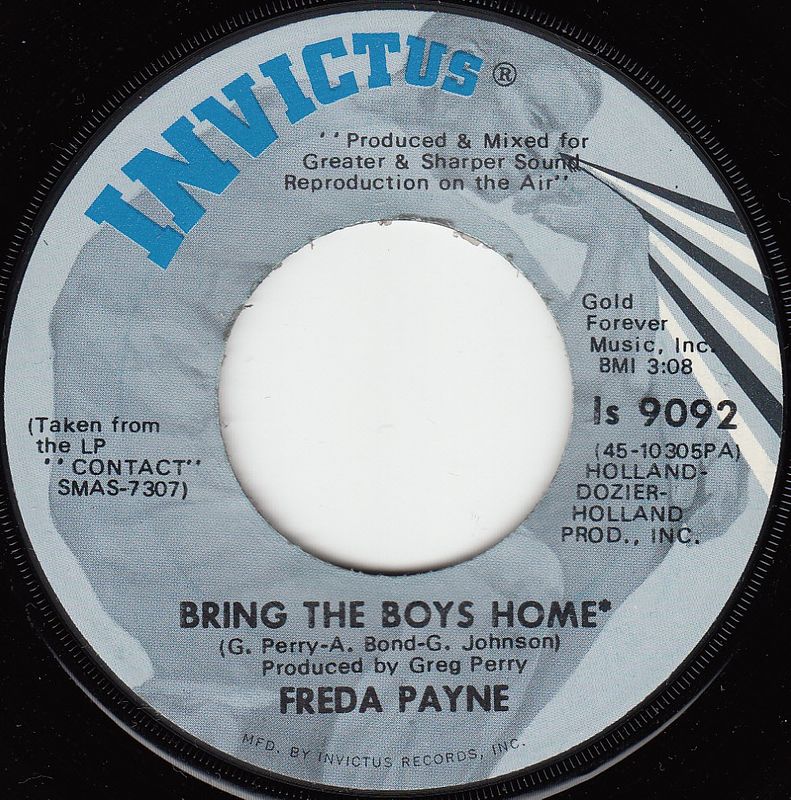 INVICTUS®
‘‘Produced & Mixed for
Greater & Sharper Sound
Reproduction on the Air’’
Gold
Forever
Music, Inc.
BMI 3:08
Is 9092
(45-10305PA)
HOLLAND-
DOZIER-
HOLLAND
PROD., INC.
(Taken from
the LP
‘‘CONTACT’’
SMAS-7307)
BRING THE BOYS HOME*
(G. Perry-A. Bond-G. Johnson)
Produced by Greg Perry
FREDA PAYNE
MFD. BY INVICTUS RECORDS, INC.